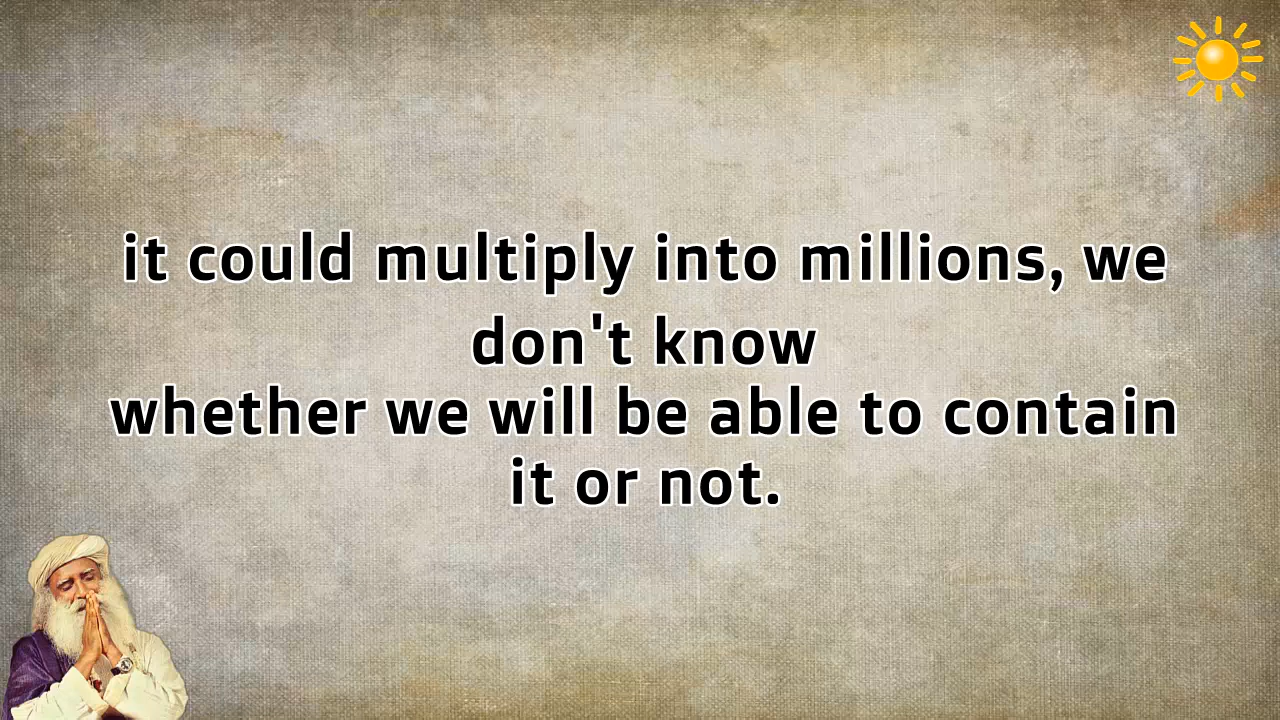 it could multiply into millions, we
don't know
whether we will be able to contain
it or not.